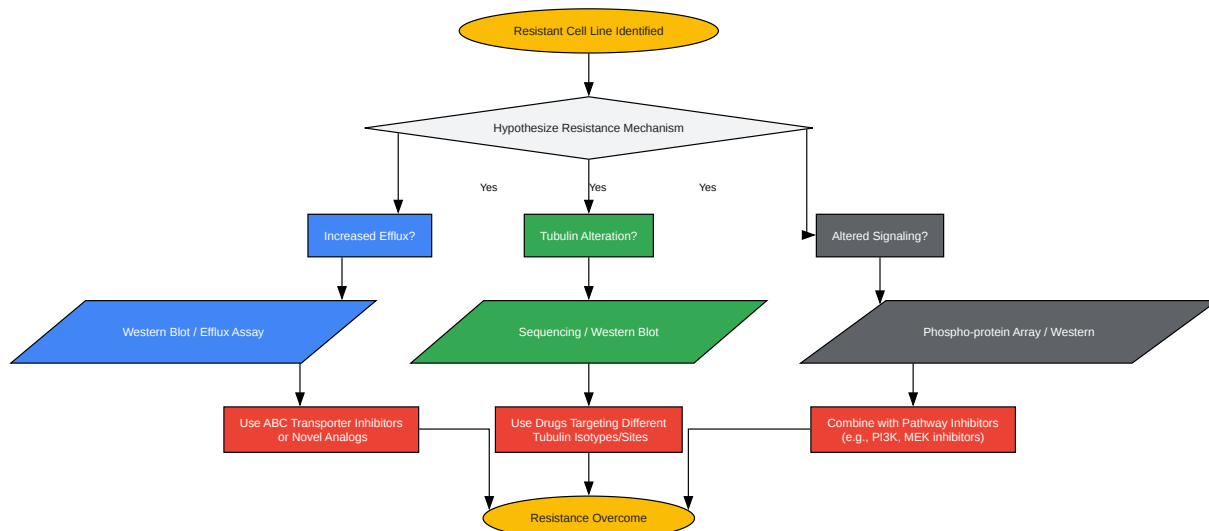 Resistant Cell Line Identified
Hypothesize Resistance Mechanism
Yes
Yes
Yes
Increased Efflux?
Tubulin Alteration?
Altered Signaling?
Western Blot / Efflux Assay
Sequencing / Western Blot
Phospho-protein Array / Western
Use ABC Transporter Inhibitors
or Novel Analogs
Use Drugs Targeting Different
Tubulin Isotypes/Sites
Combine with Pathway Inhibitors
(e.g., PI3K, MEK inhibitors)
Resistance Overcome